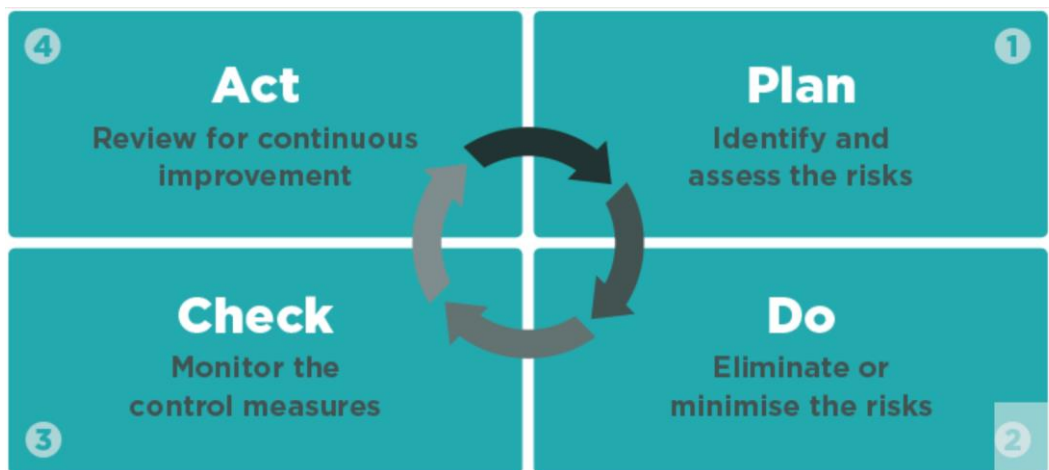 4
Act
Review for continuous
improvement
1
Plan
Identify and
assess the risks
Check
Monitor the
control measures
3
Do
Eliminate or
minimise the risks
2